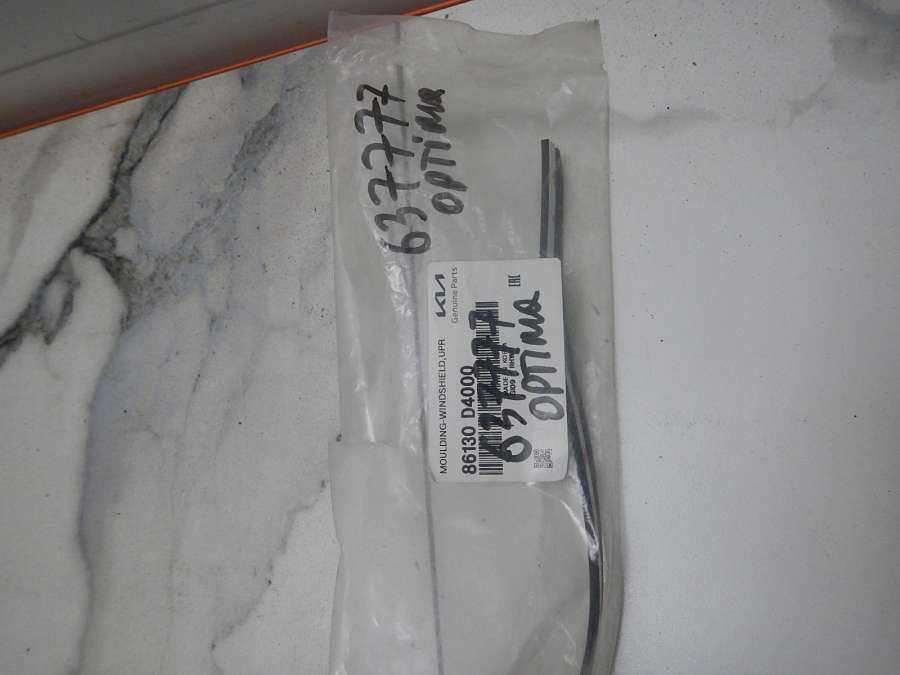 637777
OPTiMa
KIA
Genuine Parts
EAC
MOULDING-WINDSHIELD,UPR
86130 D4000
637777
OPTiMa